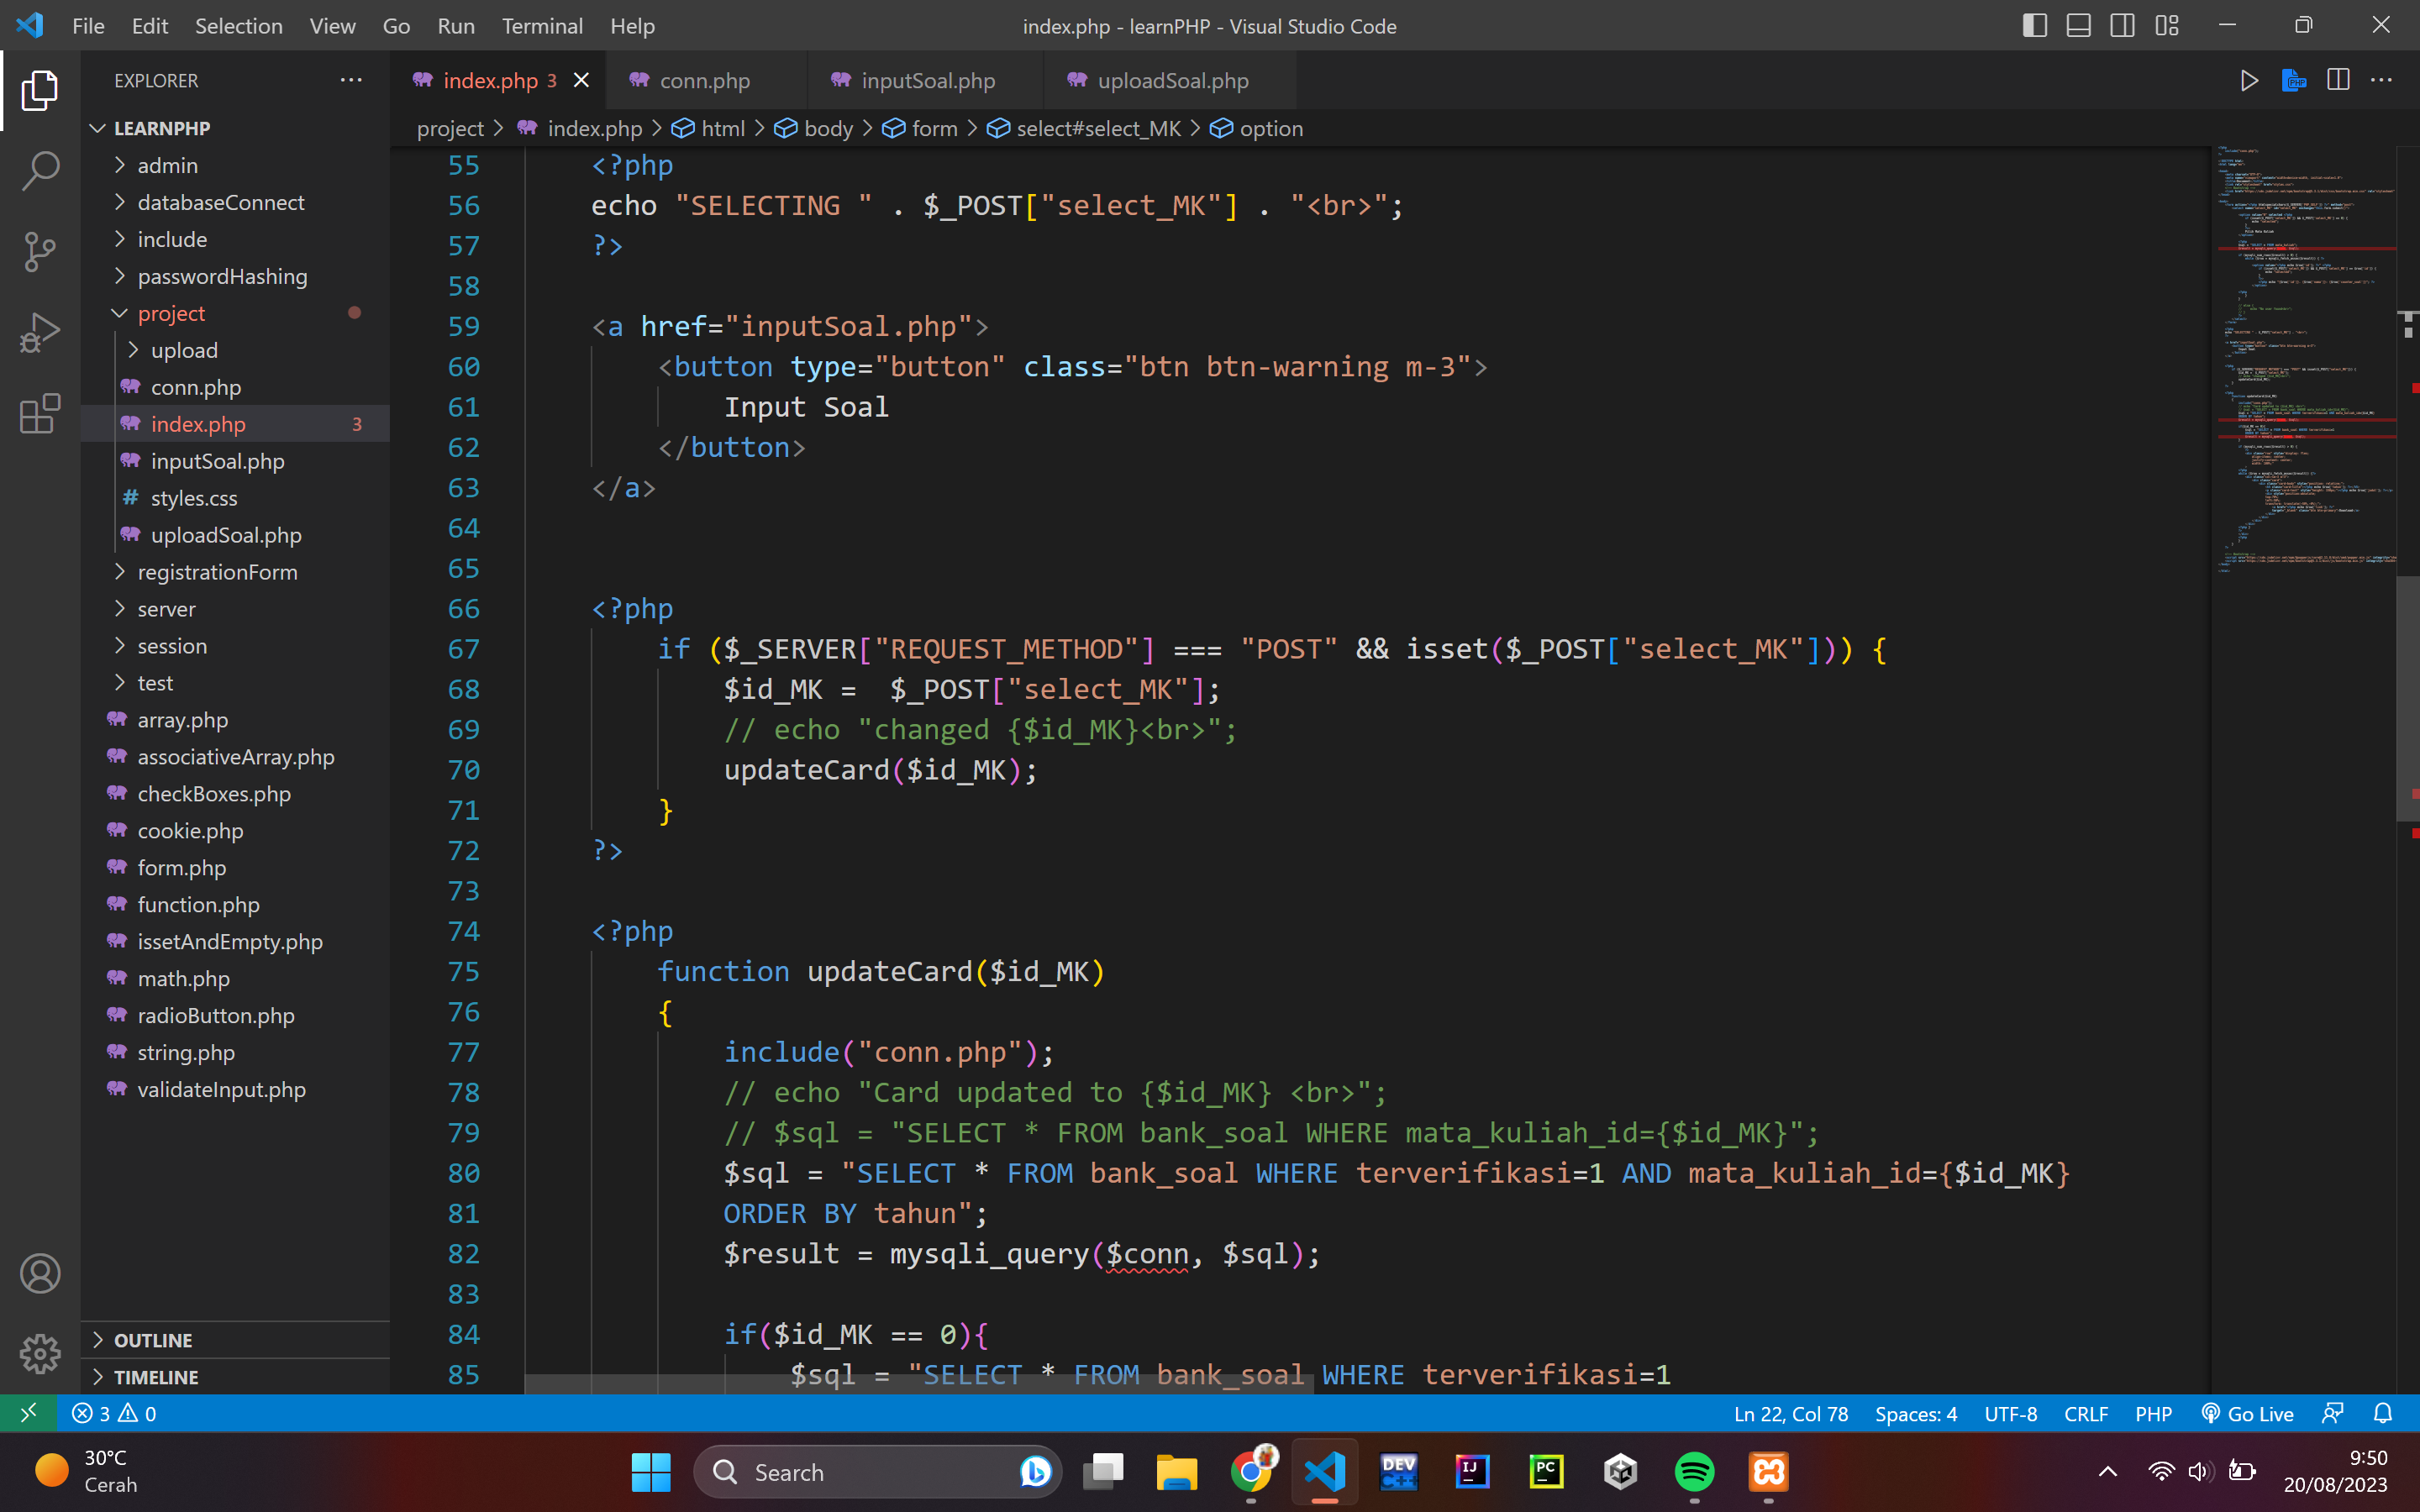 File Edit Selection View Go Run Terminal Help
index.php - learnPHP - Visual Studio Code
EXPLORER
LEARNPHP
admin
databaseConnect
include
passwordHashing
project
upload
conn.php
index.php 3
inputSoal.php
styles.css
uploadSoal.php
registrationForm
server
session
test
array.php
associativeArray.php
checkBoxes.php
cookie.php
form.php
function.php
issetAndEmpty.php
math.php
radioButton.php
string.php
validateInput.php
OUTLINE
TIMELINE
index.php 3 conn.php inputSoal.php uploadSoal.php
project > index.php > html > body > form > select#select_MK > option
55 <?php
56 echo "SELECTING " . $_POST["select_MK"] . "<br>";
57 ?>
58
59 <a href="inputSoal.php">
60 <button type="button" class="btn btn-warning m-3">
61 Input Soal
62 </button>
63 </a>
64
65
66 <?php
67 if ($_SERVER["REQUEST_METHOD"] === "POST" && isset($_POST["select_MK"])) {
68 $id_MK =  $_POST["select_MK"];
69 // echo "changed {$id_MK}<br>";
70 updateCard($id_MK);
71 }
72 ?>
73
74 <?php
75 function updateCard($id_MK)
76 {
77 include("conn.php");
78 // echo "Card updated to {$id_MK} <br>";
79 // $sql = "SELECT * FROM bank_soal WHERE mata_kuliah_id={$id_MK}";
80 $sql = "SELECT * FROM bank_soal WHERE terverifikasi=1 AND mata_kuliah_id={$id_MK}
81 ORDER BY tahun";
82 $result = mysqli_query($conn, $sql);
83
84 if($id_MK == 0){
85 $sql = "SELECT * FROM bank_soal WHERE terverifikasi=1
3 0
Ln 22, Col 78 Spaces: 4 UTF-8 CRLF PHP Go Live
30°C
Cerah
Search
DEV
C++
IJ
PC
9:50
20/08/2023